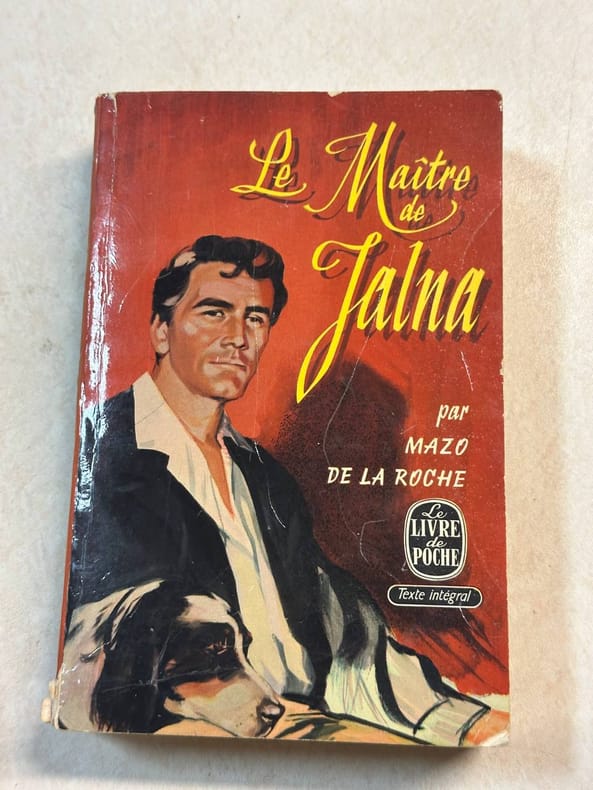 Le Maître
de
Jalna
par
MAZO
DE LA ROCHE
Le
LIVRE
de
POCHE
Texte intégral